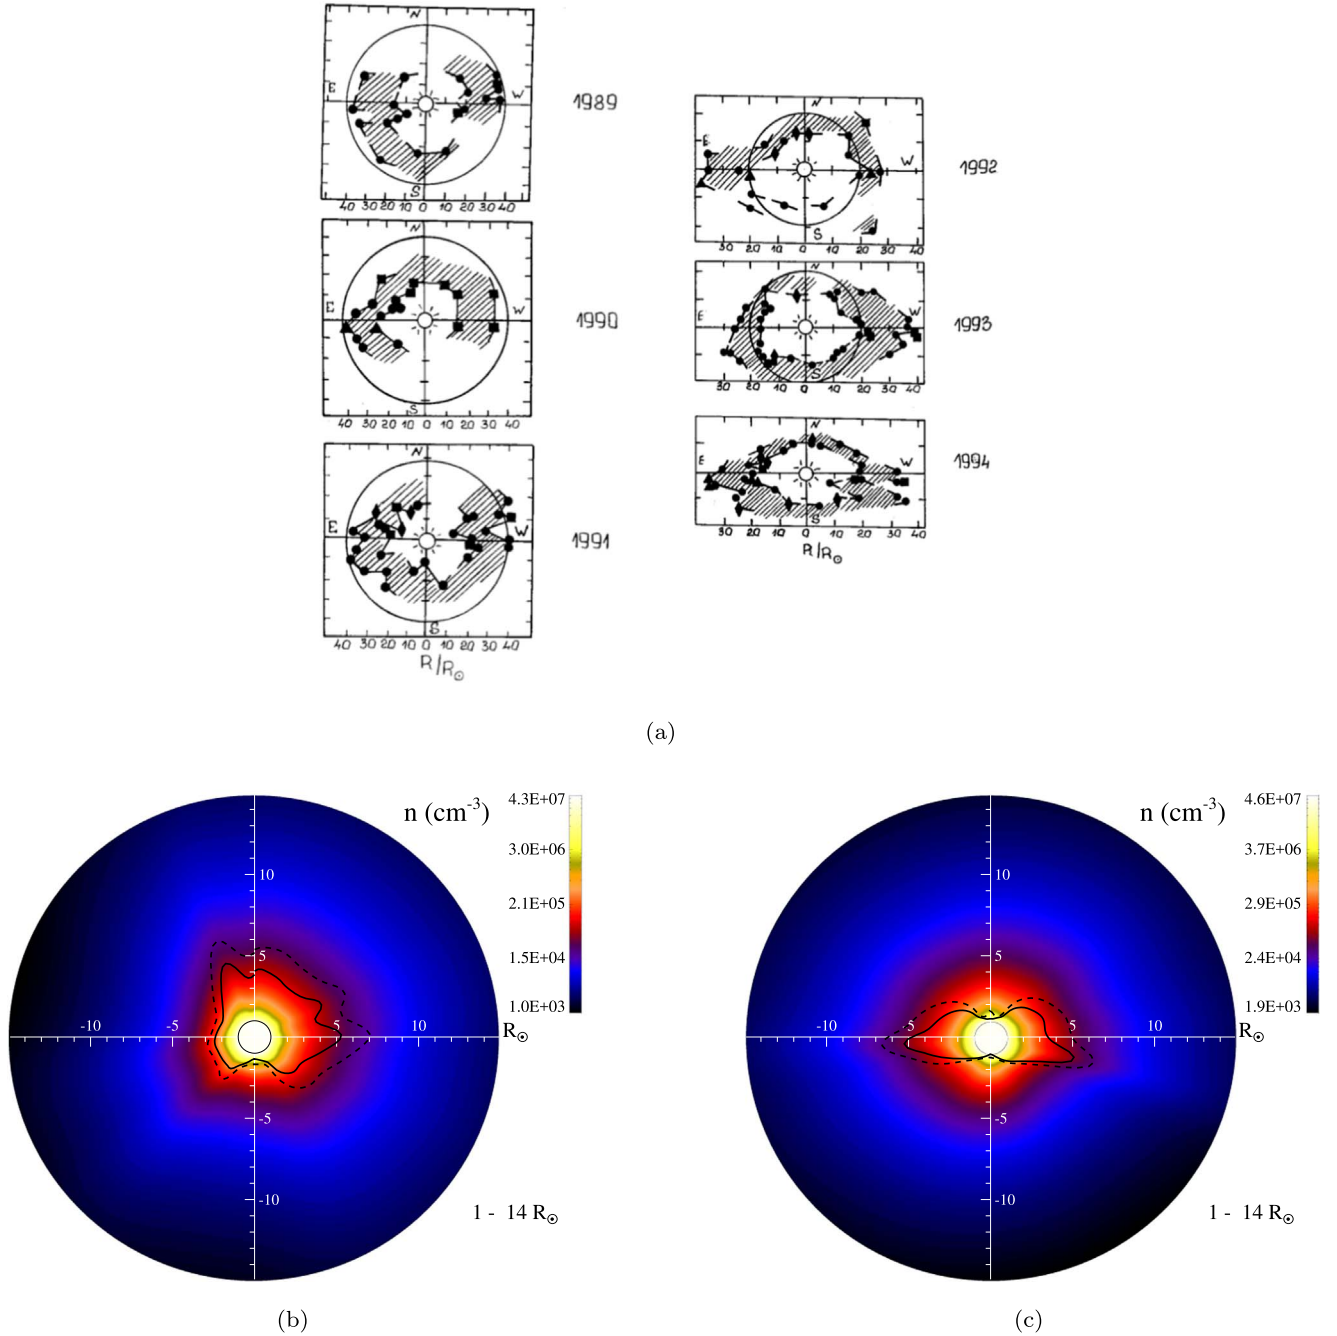 N
E
W
1989
S
40 30 20 10 0 10 20 30 40
N
E
W
1990
S
40 30 20 10 0 10 20 30 40
N
E
W
1991
S
40 30 20 10 0 10 20 30 40
R/R☉
N
E
W
1992
S
30 20 10 0 10 20 30 40
N
E
W
1993
S
30 20 10 0 10 20 30 40
N
E
W
1994
S
30 20 10 0 10 20 30 40
R/R☉
(a)
n (cm-3)
4.3E+07
3.0E+06
2.1E+05
1.5E+04
1.0E+03
10
5
-10 -5 5 10 R☉
-5
-10
1 - 14 R☉
(b)
n (cm-3)
4.6E+07
3.7E+06
2.9E+05
2.4E+04
1.9E+03
10
5
-10 -5 5 10 R☉
-5
-10
1 - 14 R☉
(c)